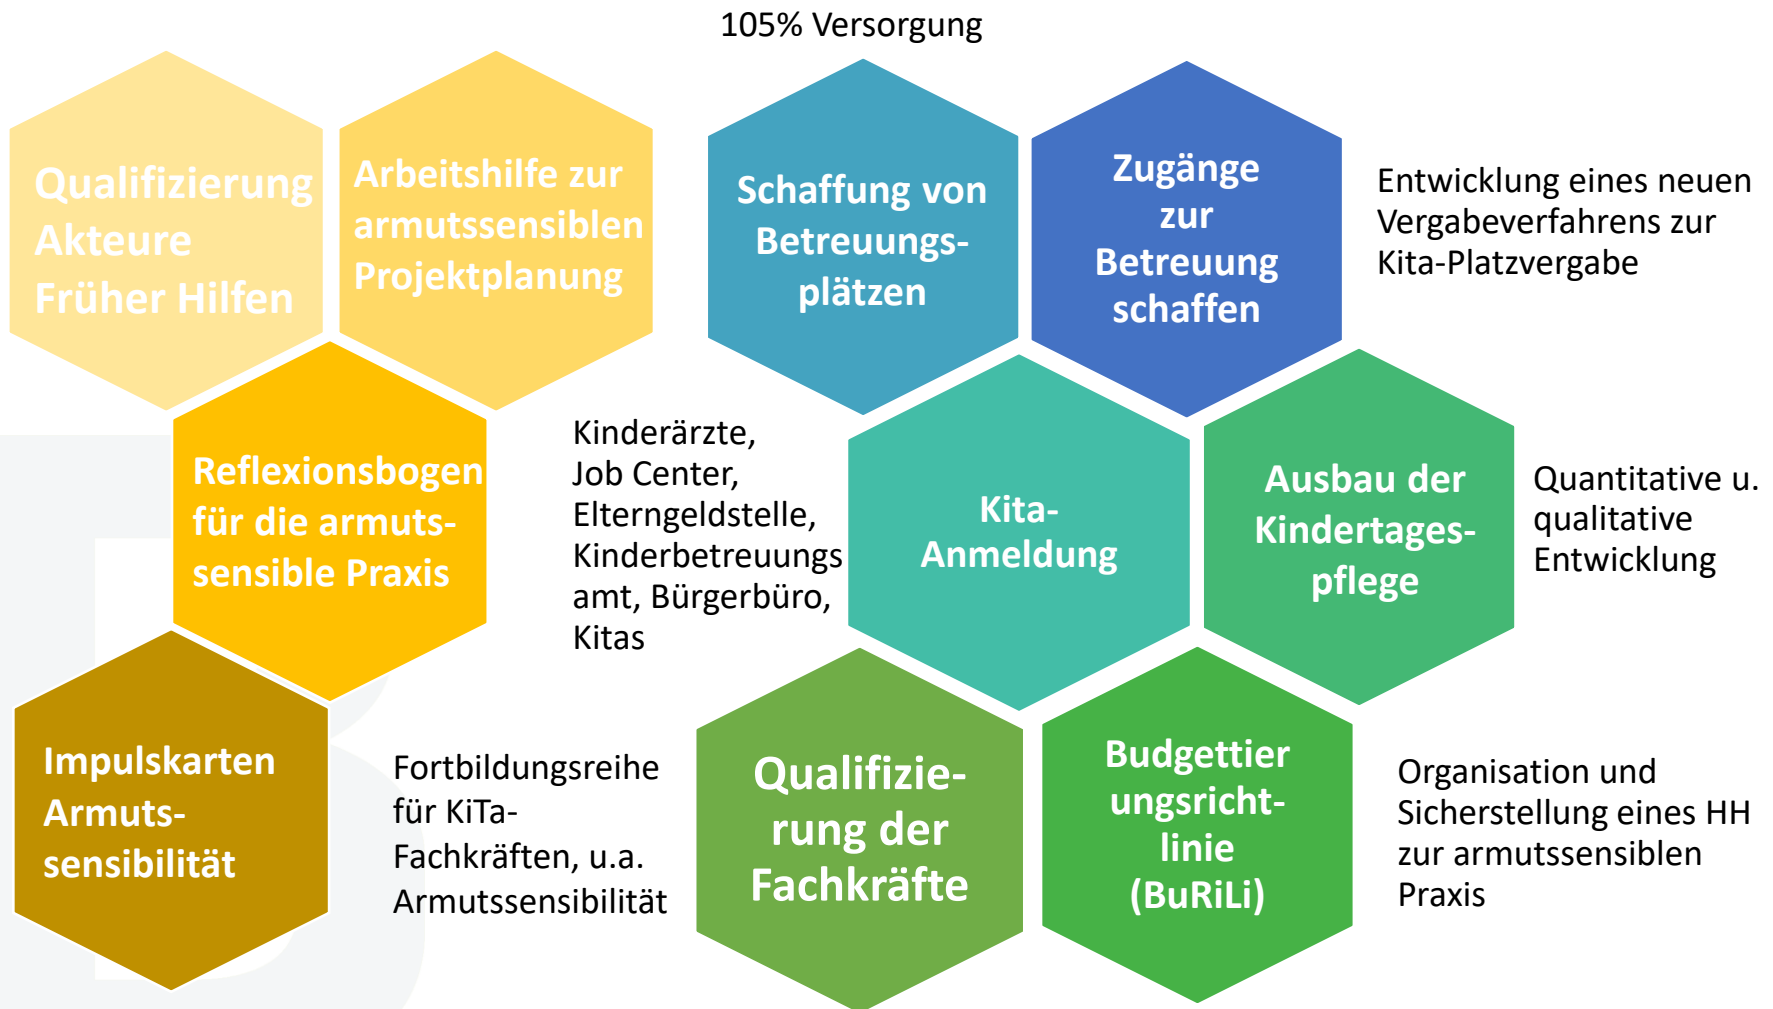 105% Versorgung
Qualifizierung
Akteure
Früher Hilfen
Arbeitshilfe zur
armutssensiblen
Projektplanung
Schaffung von
Betreuungs-
plätzen
Zugänge
zur
Betreuung
schaffen
Entwicklung eines neuen
Vergabeverfahrens zur
Kita-Platzvergabe
Reflexionsbogen
für die armuts-
sensible Praxis
Kinderärzte,
Job Center,
Elterngeldstelle,
Kinderbetreuungs
amt, Bürgerbüro,
Kitas
Kita-
Anmeldung
Ausbau der
Kindertages-
pflege
Quantitative u.
qualitative
Entwicklung
Impulskarten
Armuts-
sensibilität
Fortbildungsreihe
für KiTa-
Fachkräften, u.a.
Armutssensibilität
Qualifizie-
rung der
Fachkräfte
Budgettier
ungsricht-
linie
(BuRiLi)
Organisation und
Sicherstellung eines HH
zur armutssensiblen
Praxis